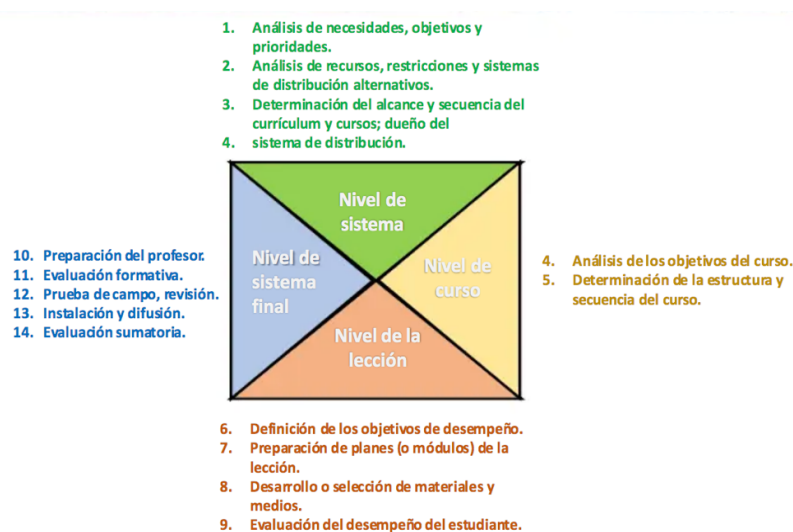 1. Análisis de necesidades, objetivos y
prioridades.
2. Análisis de recursos, restricciones y sistemas
de distribución alternativos.
3. Determinación del alcance y secuencia del
currículum y cursos; dueño del
4. sistema de distribución.
Nivel de
sistema
Nivel de
sistema
final
Nivel de
curso
Nivel de la
lección
10. Preparación del profesor.
11. Evaluación formativa.
12. Prueba de campo, revisión.
13. Instalación y difusión.
14. Evaluación sumatoria.
4. Análisis de los objetivos del curso.
5. Determinación de la estructura y
secuencia del curso.
6. Definición de los objetivos de desempeño.
7. Preparación de planes (o módulos) de la
lección.
8. Desarrollo o selección de materiales y
medios.
9. Evaluación del desempeño del estudiante.